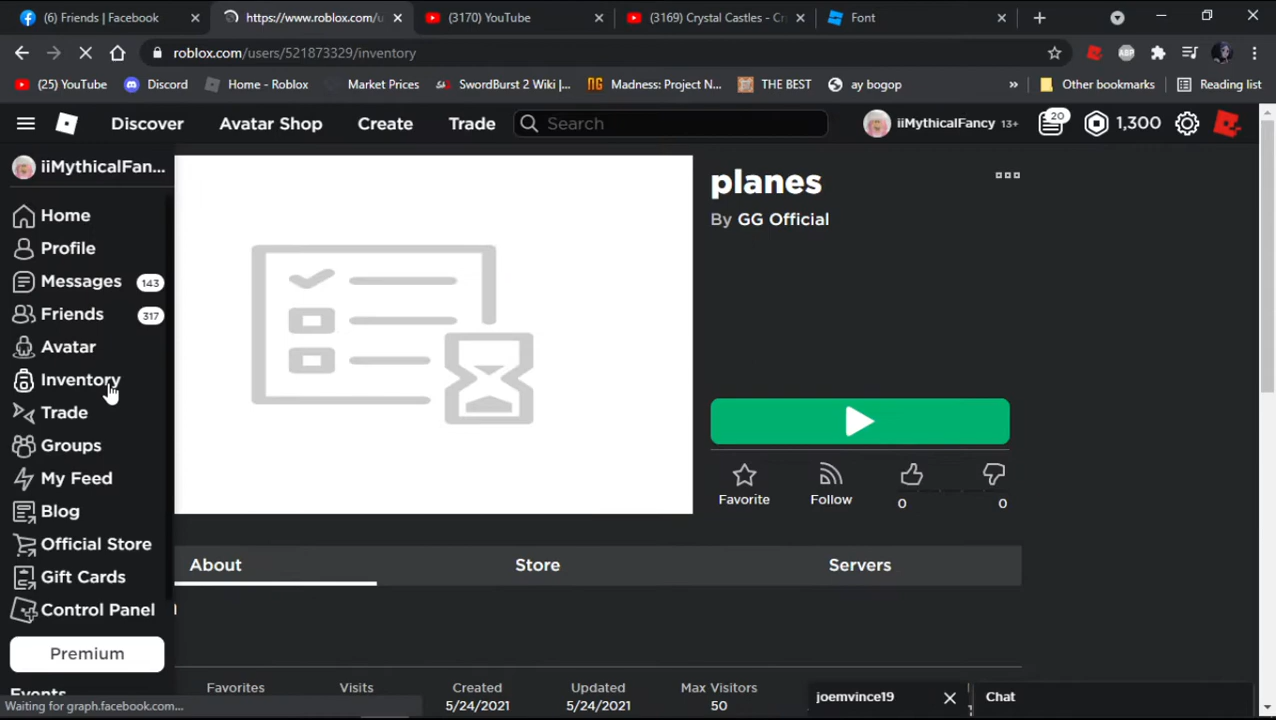 (6) Friends | Facebook
https://www.roblox.com/u
(3170) YouTube
(3169) Crystal Castles - Cr
Font
roblox.com/users/521873329/inventory
(25) YouTube
Discord
Home - Roblox
Market Prices
SwordBurst 2 Wiki |...
Madness: Project N...
THE BEST
ay bogop
Other bookmarks
Reading list
Discover
Avatar Shop
Create
Trade
Search
iiMythicalFancy 13+
20
1,300
iiMythicalFan...
Home
Profile
Messages 143
Friends 317
Avatar
Inventory
Trade
Groups
My Feed
Blog
Official Store
Gift Cards
Control Panel
Premium
Events
planes
By GG Official
Favorite
Follow
0
0
About
Store
Servers
Favorites
Visits
Created
5/24/2021
Updated
5/24/2021
Max Visitors
50
joemvince19
Chat
Waiting for graph.facebook.com...